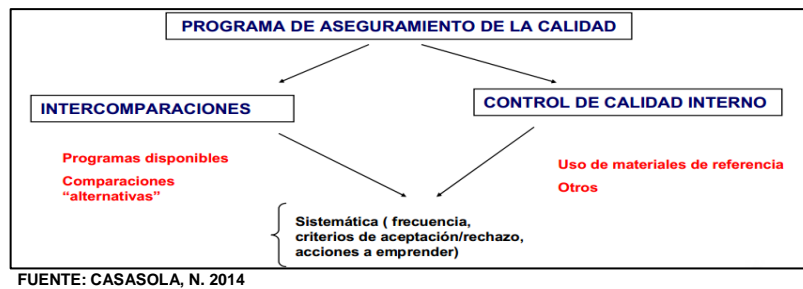 PROGRAMA DE ASEGURAMIENTO DE LA CALIDAD
INTERCOMPARACIONES
CONTROL DE CALIDAD INTERNO
Programas disponibles
Comparaciones
“alternativas”
Uso de materiales de referencia
Otros
Sistemática ( frecuencia,
criterios de aceptación/rechazo,
acciones a emprender)
FUENTE: CASASOLA, N. 2014